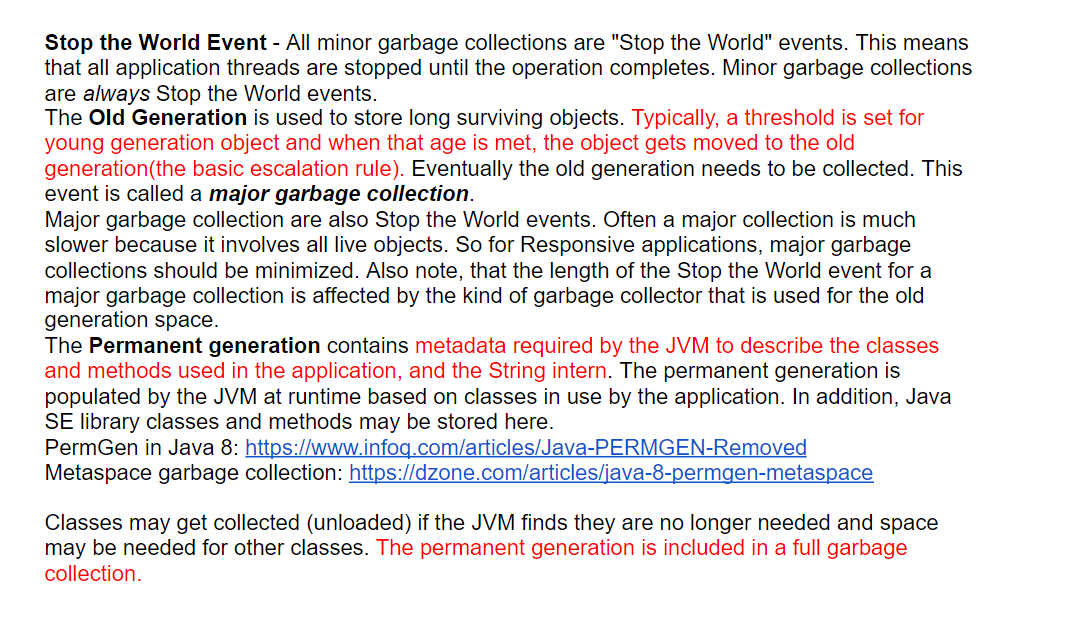 Stop the World Event - All minor garbage collections are "Stop the World" events. This means
that all application threads are stopped until the operation completes. Minor garbage collections
are always Stop the World events.
The Old Generation is used to store long surviving objects. Typically, a threshold is set for
young generation object and when that age is met, the object gets moved to the old
generation(the basic escalation rule). Eventually the old generation needs to be collected. This
event is called a major garbage collection.
Major garbage collection are also Stop the World events. Often a major collection is much
slower because it involves all live objects. So for Responsive applications, major garbage
collections should be minimized. Also note, that the length of the Stop the World event for a
major garbage collection is affected by the kind of garbage collector that is used for the old
generation space.
The Permanent generation contains metadata required by the JVM to describe the classes
and methods used in the application, and the String intern. The permanent generation is
populated by the JVM at runtime based on classes in use by the application. In addition, Java
SE library classes and methods may be stored here.
PermGen in Java 8: https://www.infoq.com/articles/Java-PERMGEN-Removed
Metaspace garbage collection: https://dzone.com/articles/java-8-permgen-metaspace
Classes may get collected (unloaded) if the JVM finds they are no longer needed and space
may be needed for other classes. The permanent generation is included in a full garbage
collection.